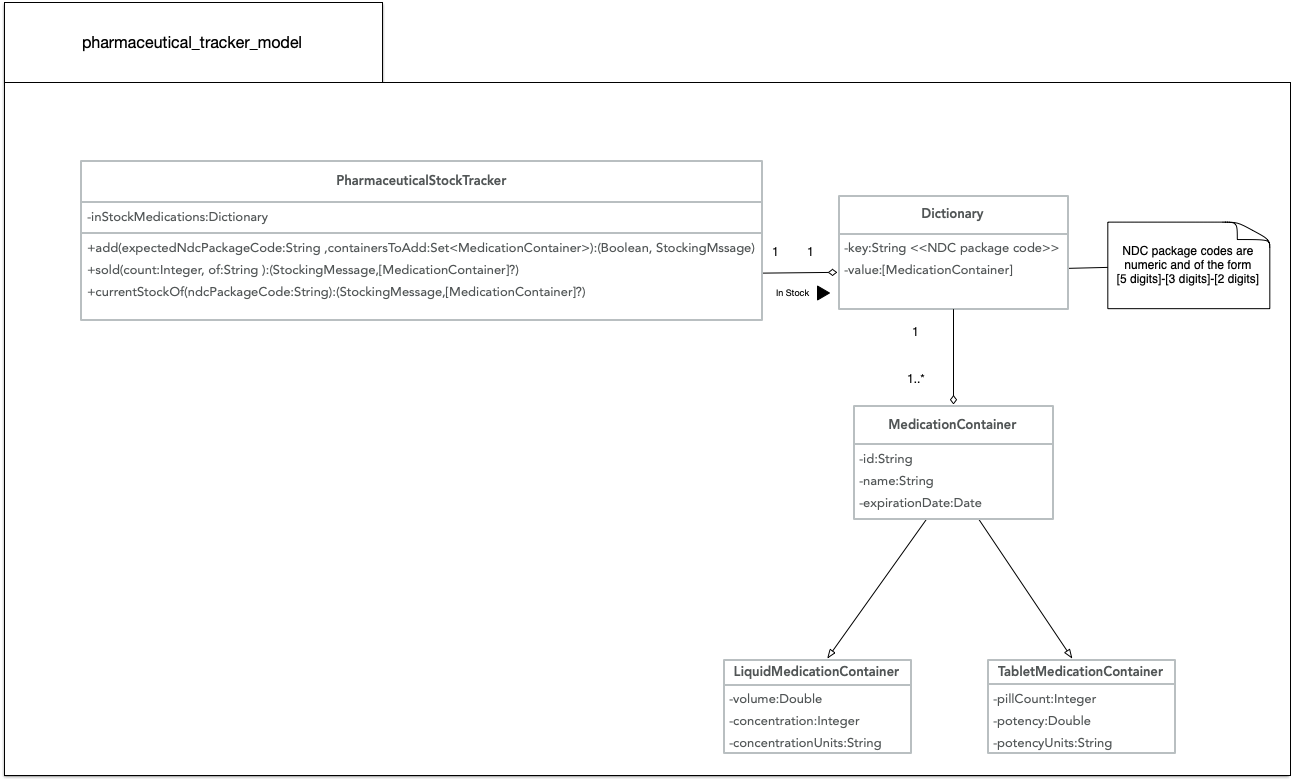 pharmaceutical_tracker_model
PharmaceuticalStockTracker
-inStockMedications:Dictionary
+add(expectedNdcPackageCode:String ,containersToAdd:Set<MedicationContainer>):(Boolean, StockingMssage)
+sold(count:Integer, of:String ):(StockingMessage,[MedicationContainer]?)
+currentStockOf(ndcPackageCode:String):(StockingMessage,[MedicationContainer]?)
1 1
In Stock
Dictionary
-key:String <<NDC package code>>
-value:[MedicationContainer]
NDC package codes are
numeric and of the form
[5 digits]-[3 digits]-[2 digits]
1
1..*
MedicationContainer
-id:String
-name:String
-expirationDate:Date
LiquidMedicationContainer
-volume:Double
-concentration:Integer
-concentrationUnits:String
TabletMedicationContainer
-pillCount:Integer
-potency:Double
-potencyUnits:String